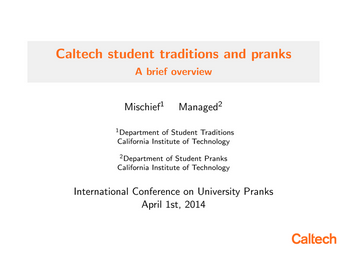 Caltech student traditions and pranks
A brief overview
Mischief¹ Managed²
¹Department of Student Traditions
California Institute of Technology
²Department of Student Pranks
California Institute of Technology
International Conference on University Pranks
April 1st, 2014
Caltech